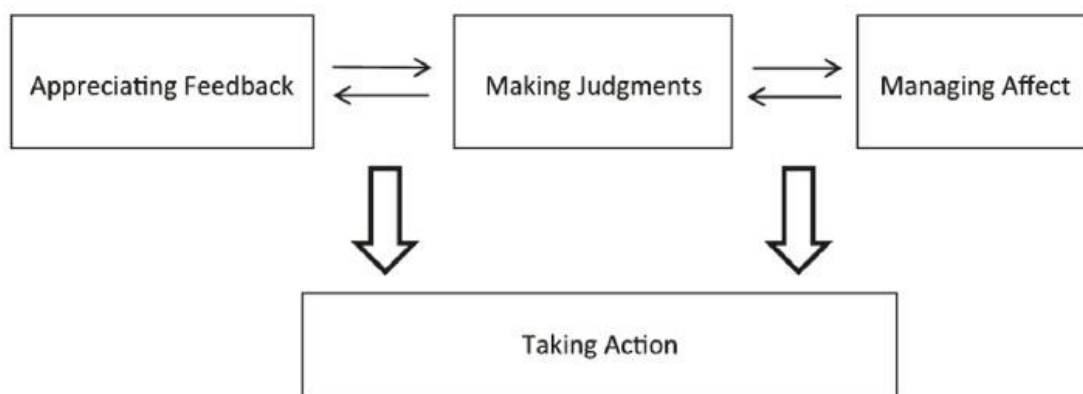 Appreciating Feedback
Making Judgments
Managing Affect
Taking Action